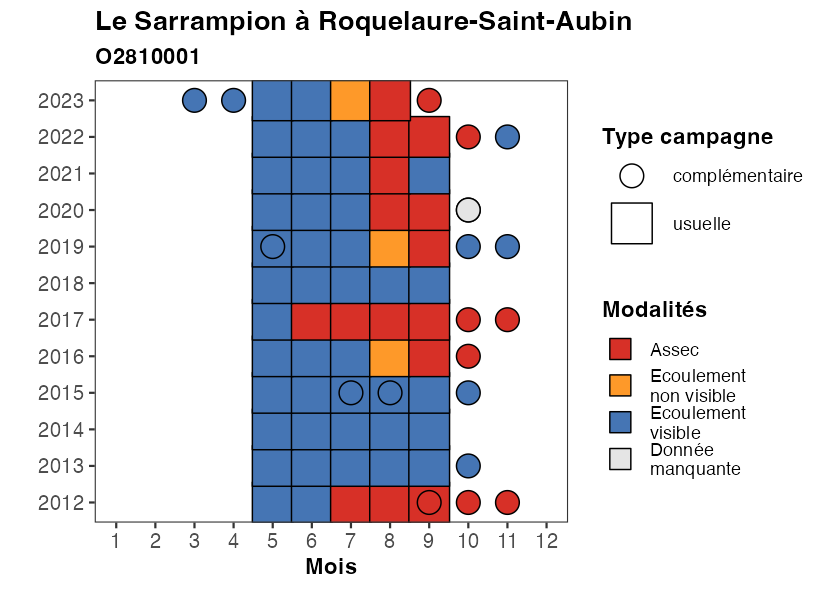 Le Sarrampion à Roquelaure-Saint-Aubin
O2810001
2023
2022
2021
2020
2019
2018
2017
2016
2015
2014
2013
2012
1 2 3 4 5 6 7 8 9 10 11 12
Mois
Type campagne
complémentaire
usuelle
Modalités
Assec
Ecoulement
non visible
Ecoulement
visible
Donnée
manquante